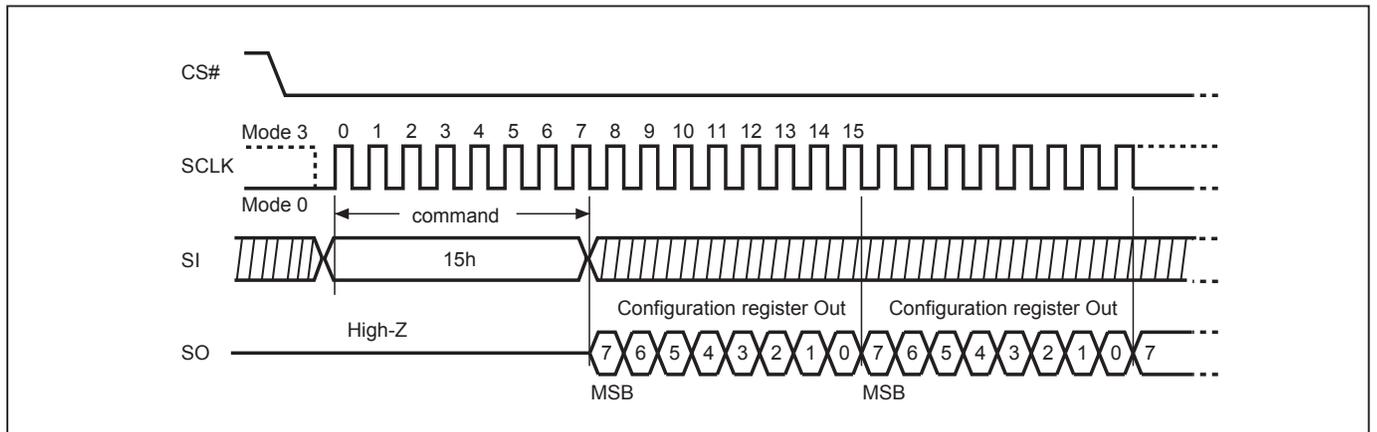 CS#
Mode 3 0 1 2 3 4 5 6 7 8 9 10 11 12 13 14 15
SCLK
Mode 0
command
SI 15h
Configuration register Out Configuration register Out
High-Z
SO 7 6 5 4 3 2 1 0 7 6 5 4 3 2 1 0 7
MSB MSB